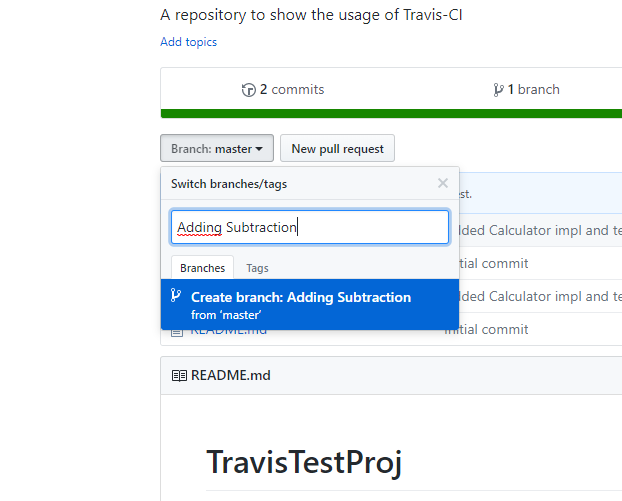 A repository to show the usage of Travis-CI
Add topics
2 commits
1 branch
Branch: master
New pull request
Switch branches/tags
est.
Adding Subtraction
ded Calculator impl and te
Branches
Tags
itial commit
Create branch: Adding Subtraction
ded Calculator impl and te
from ‘master’
README.md
initial commit
README.md
TravisTestProj